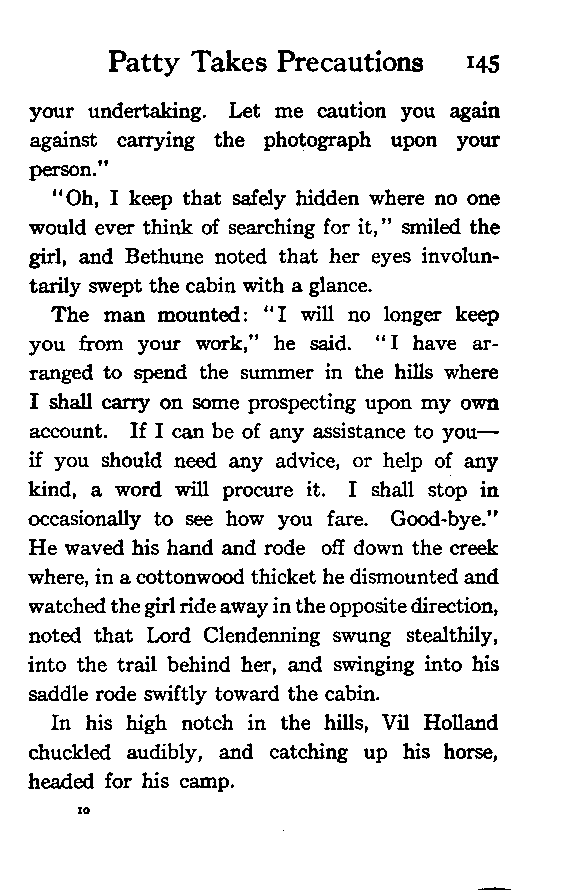 Patty Takes Precautions 145
your undertaking. Let me caution you again
against carrying the photograph upon your
person."
"Oh, I keep that safely hidden where no one
would ever think of searching for it," smiled the
girl, and Bethune noted that her eyes involun-
tarily swept the cabin with a glance.
The man mounted: "I will no longer keep
you from your work," he said. "I have ar-
ranged to spend the summer in the hills where
I shall carry on some prospecting upon my own
account. If I can be of any assistance to you—
if you should need any advice, or help of any
kind, a word will procure it. I shall stop in
occasionally to see how you fare. Good-bye."
He waved his hand and rode off down the creek
where, in a cottonwood thicket he dismounted and
watched the girl ride away in the opposite direction,
noted that Lord Clendenning swung stealthily,
into the trail behind her, and swinging into his
saddle rode swiftly toward the cabin.
In his high notch in the hills, Vil Holland
chuckled audibly, and catching up his horse,
headed for his camp.
10